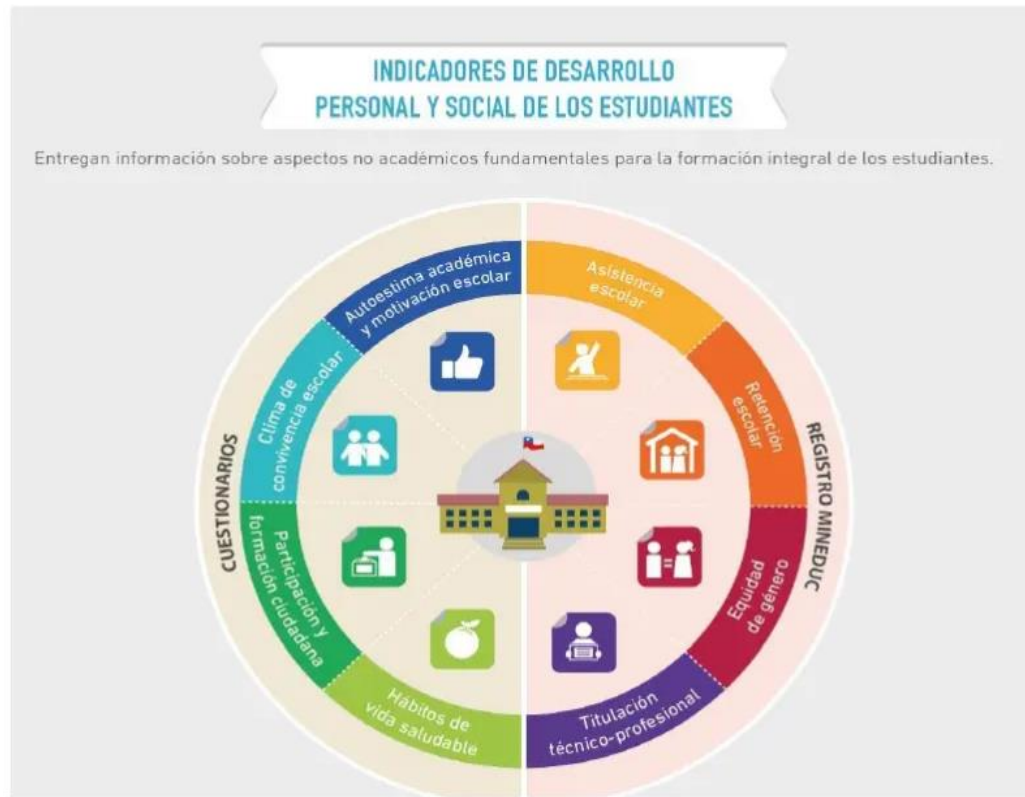 INDICADORES DE DESARROLLO
PERSONAL Y SOCIAL DE LOS ESTUDIANTES
Entregan información sobre aspectos no académicos fundamentales para la formación integral de los estudiantes.
CUESTIONARIOS
Autoestima académica
y motivación escolar
Clima de
convivencia escolar
Participación y
formación ciudadana
Hábitos de
vida saludable
REGISTRO MINEDUC
Asistencia
escolar
Retención
escolar
Equidad
de género
Titulación
técnico-profesional